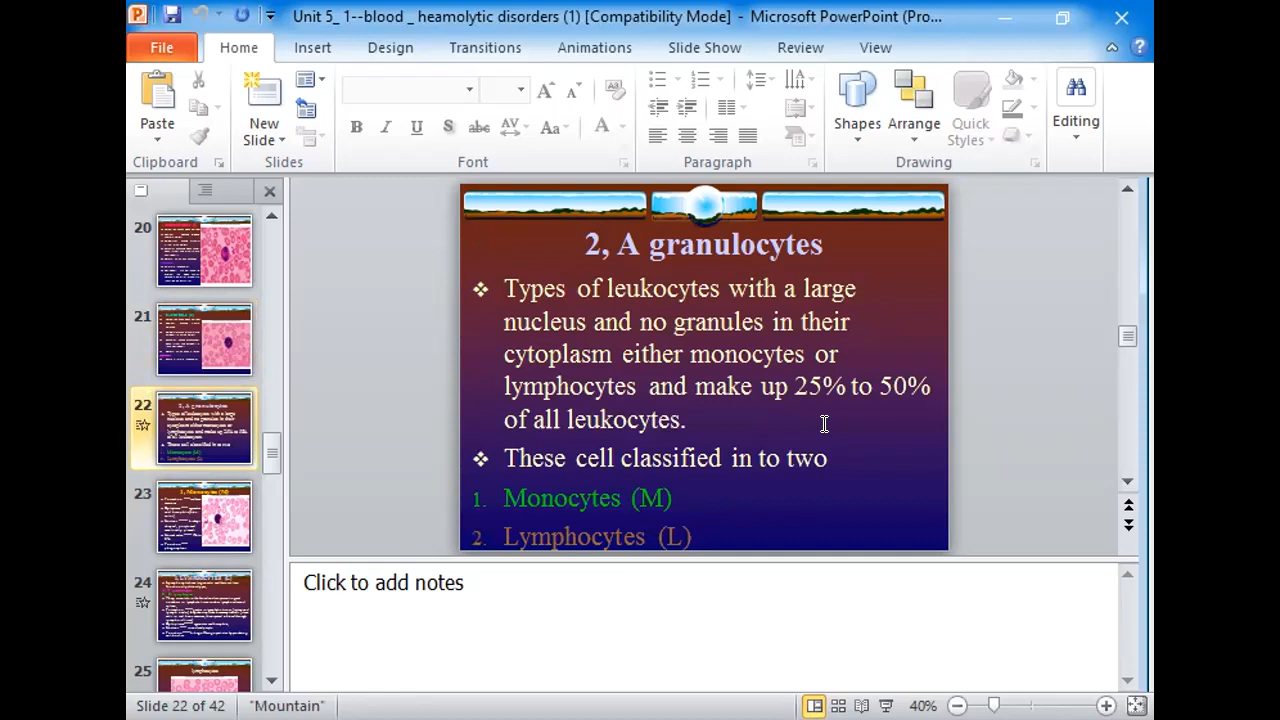 Unit 5_ 1--blood _ heamolytic disorders (1) [Compatibility Mode] - Microsoft PowerPoint (Pro...
File Home Insert Design Transitions Animations Slide Show Review View
Paste New Slide Shapes Arrange Quick Styles Editing
Clipboard Slides Font Paragraph Drawing
2, A granulocytes
❖ Types of leukocytes with a large
nucleus and no granules in their
cytoplasm either monocytes or
lymphocytes and make up 25% to 50%
of all leukocytes.
❖ These cell classified in to two
1. Monocytes (M)
2. Lymphocytes (L)
20
21
22
23
24
25
Click to add notes
Slide 22 of 42 "Mountain" 40%